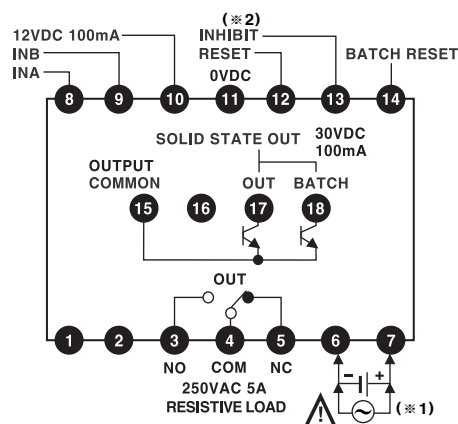 (※2)
12VDC 100mA
INHIBIT
INB
RESET
BATCH RESET
INA
0VDC
8 9 10 11 12 13 14
SOLID STATE OUT
30VDC
100mA
OUTPUT
COMMON
OUT
BATCH
15 16 17 18
OUT
1 2 3 4 5 6 7
NO COM NC
- +
250VAC 5A
RESISTIVE LOAD
! (※1)